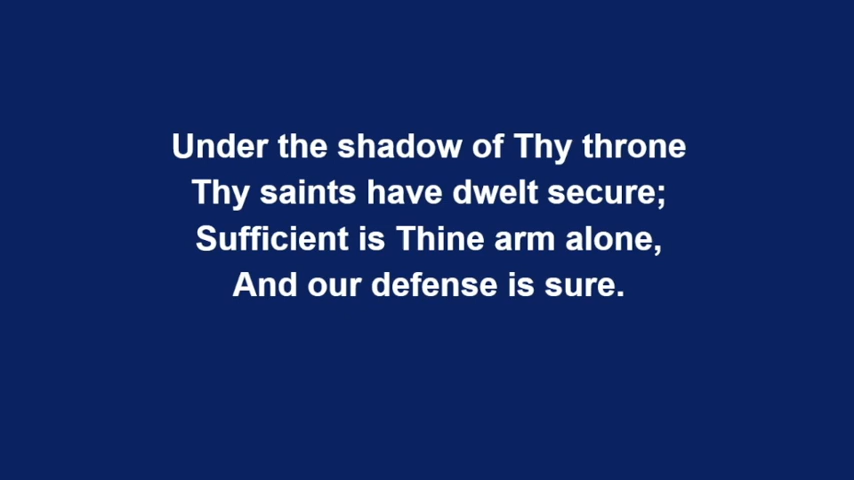 Under the shadow of Thy throne
Thy saints have dwelt secure;
Sufficient is Thine arm alone,
And our defense is sure.